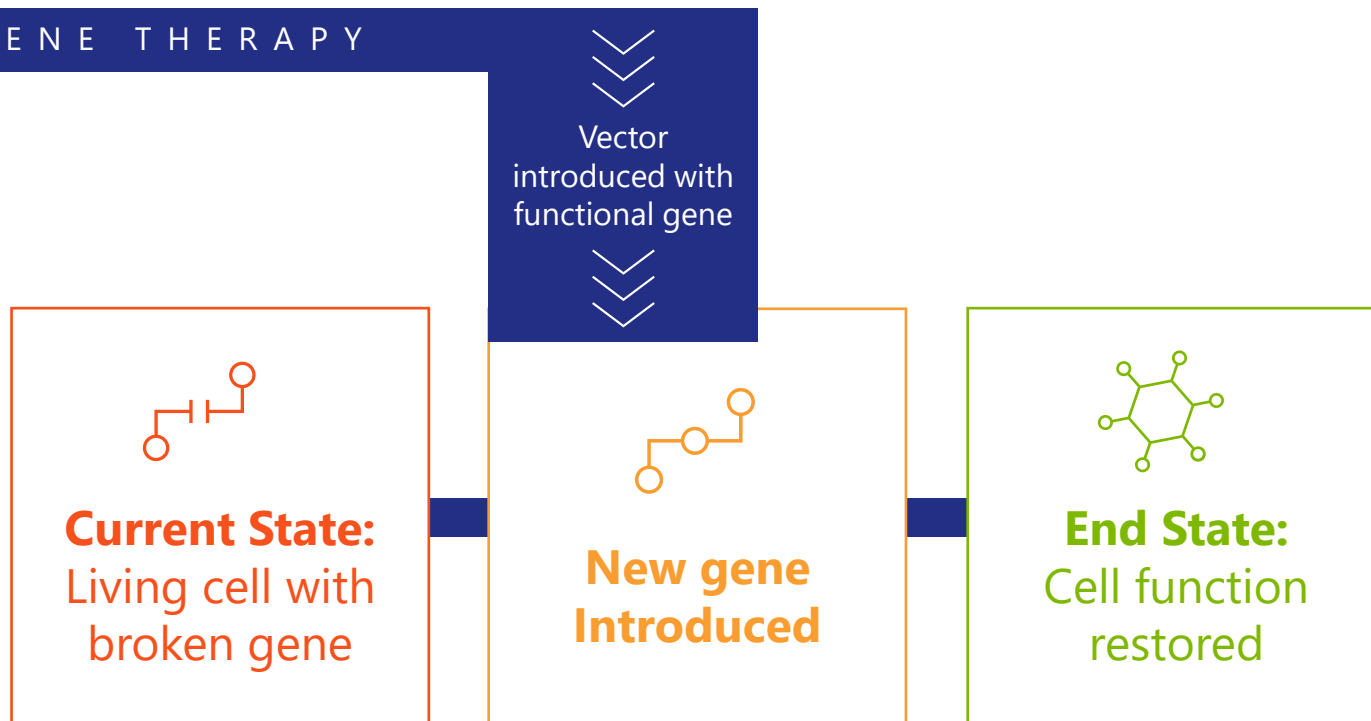 ENE THERAPY
Vector
introduced with
functional gene
Current State:
Living cell with
broken gene
New gene
Introduced
End State:
Cell function
restored